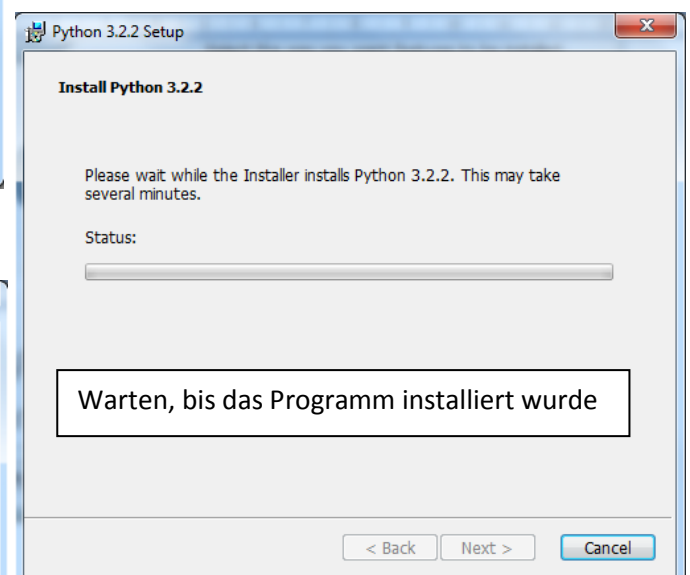 Python 3.2.2 Setup
Install Python 3.2.2
Please wait while the Installer installs Python 3.2.2. This may take
several minutes.
Status:
Warten, bis das Programm installiert wurde
< Back
Next >
Cancel